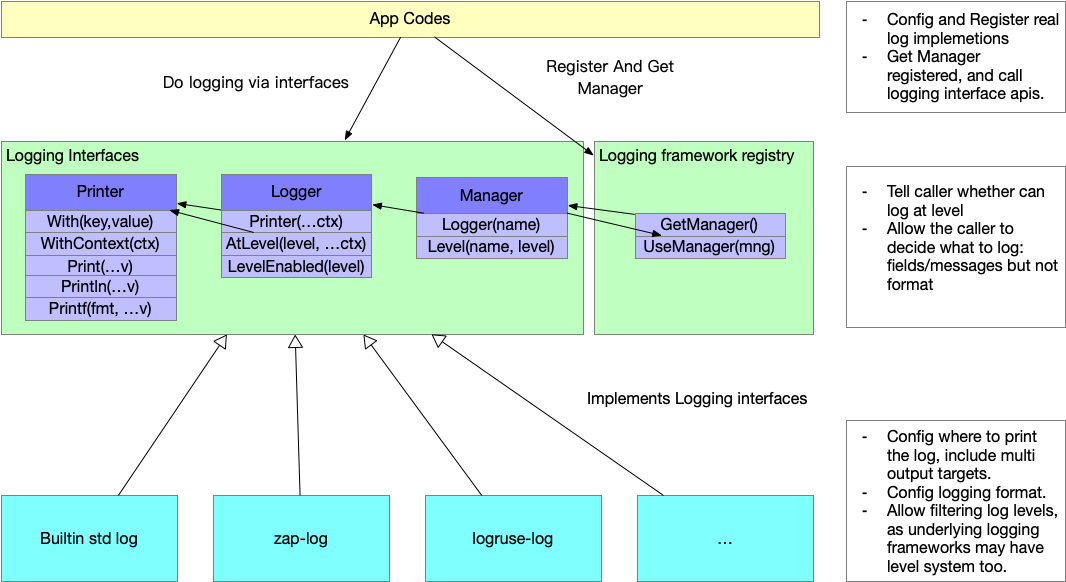 App Codes
Do logging via interfaces
Register And Get
Manager
- Config and Register real
log implemetions
- Get Manager
registered, and call
logging interface apis.
Logging Interfaces
Printer
With(key,value)
WithContext(ctx)
Print(…v)
Println(…v)
Printf(fmt, …v)
Logger
Printer(…ctx)
AtLevel(level, …ctx)
LevelEnabled(level)
Manager
Logger(name)
Level(name, level)
Logging framework registry
GetManager()
UseManager(mng)
- Tell caller whether can
log at level
- Allow the caller to
decide what to log:
fields/messages but not
format
Implements Logging interfaces
Builtin std log
zap-log
logruse-log
…
- Config where to print
the log, include multi
output targets.
- Config logging format.
- Allow filtering log levels,
as underlying logging
frameworks may have
level system too.